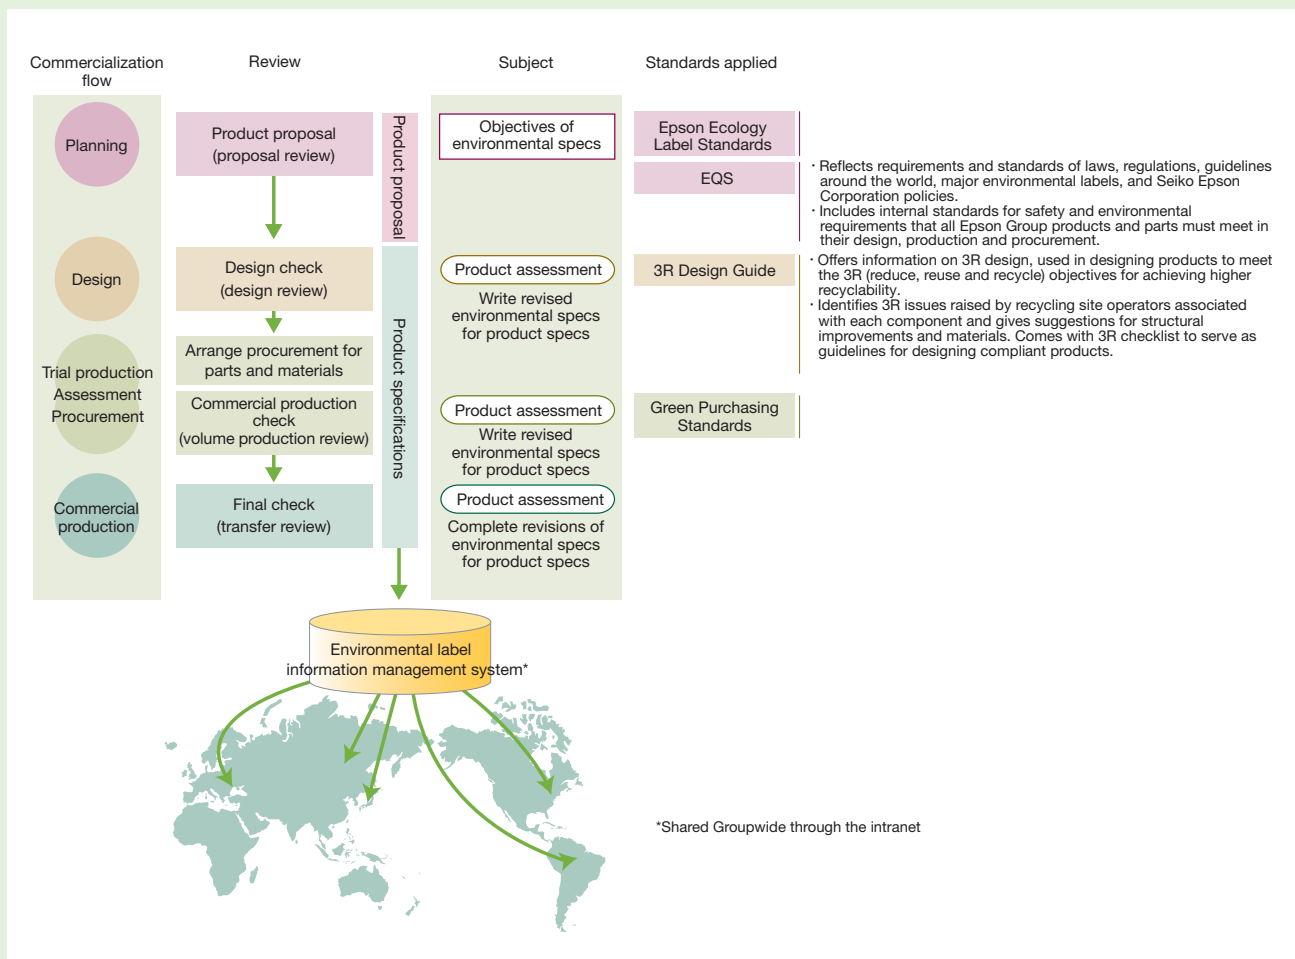 Commercialization
flow
Review
Subject
Standards applied
Planning
Product proposal
(proposal review)
Product proposal
Objectives of
environmental specs
Epson Ecology
Label Standards
EQS
· Reflects requirements and standards of laws, regulations, guidelines
around the world, major environmental labels, and Seiko Epson
Corporation policies.
· Includes internal standards for safety and environmental
requirements that all Epson Group products and parts must meet in
their design, production and procurement.
Design
Design check
(design review)
Product specifications
Product assessment
Write revised
environmental specs
for product specs
3R Design Guide
· Offers information on 3R design, used in designing products to meet
the 3R (reduce, reuse and recycle) objectives for achieving higher
recyclability.
· Identifies 3R issues raised by recycling site operators associated
with each component and gives suggestions for structural
improvements and materials. Comes with 3R checklist to serve as
guidelines for designing compliant products.
Trial production
Assessment
Procurement
Arrange procurement for
parts and materials
Commercial production
check
(volume production review)
Product assessment
Write revised
environmental specs
for product specs
Green Purchasing
Standards
Commercial
production
Final check
(transfer review)
Product assessment
Complete revisions of
environmental specs
for product specs
Environmental label
information management system*
*Shared Groupwide through the intranet